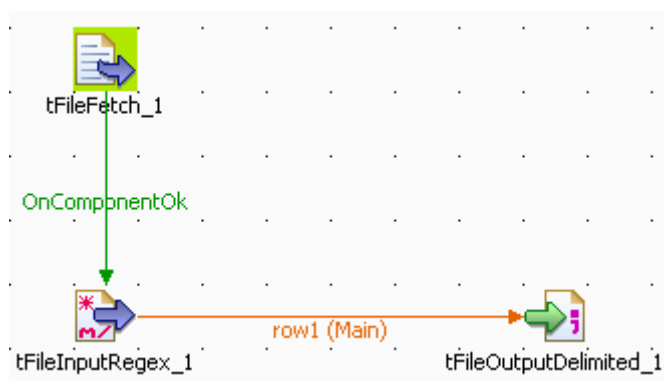 tFileFetch_1
OnComponentOk
row1 (Main)
tFileInputRegex_1
tFileOutputDelimited_1